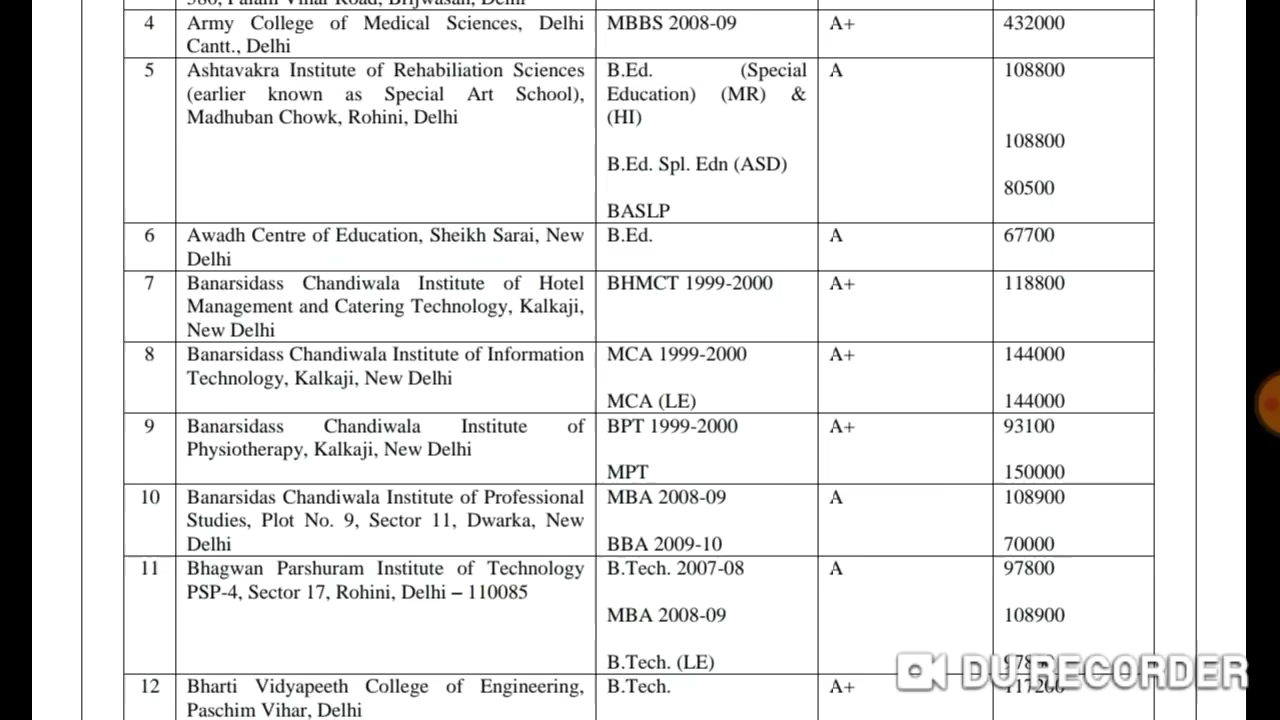 4 Army College of Medical Sciences, Delhi MBBS 2008-09 A+ 432000
Cantt., Delhi
5 Ashtavakra Institute of Rehabiliation Sciences B.Ed. (Special A 108800
(earlier known as Special Art School), Education) (MR) &
Madhuban Chowk, Rohini, Delhi (HI)
108800
B.Ed. Spl. Edn (ASD)
80500
BASLP
6 Awadh Centre of Education, Sheikh Sarai, New B.Ed. A 67700
Delhi
7 Banarsidass Chandiwala Institute of Hotel BHMCT 1999-2000 A+ 118800
Management and Catering Technology, Kalkaji,
New Delhi
8 Banarsidass Chandiwala Institute of Information MCA 1999-2000 A+ 144000
Technology, Kalkaji, New Delhi
MCA (LE) 144000
9 Banarsidass Chandiwala Institute of BPT 1999-2000 A+ 93100
Physiotherapy, Kalkaji, New Delhi
MPT 150000
10 Banarsidas Chandiwala Institute of Professional MBA 2008-09 A 108900
Studies, Plot No. 9, Sector 11, Dwarka, New
Delhi BBA 2009-10 70000
11 Bhagwan Parshuram Institute of Technology B.Tech. 2007-08 A 97800
PSP-4, Sector 17, Rohini, Delhi – 110085
MBA 2008-09 108900
B.Tech. (LE)
DU RECORDER
12 Bharti Vidyapeeth College of Engineering, B.Tech. A+ 117200
Paschim Vihar, Delhi